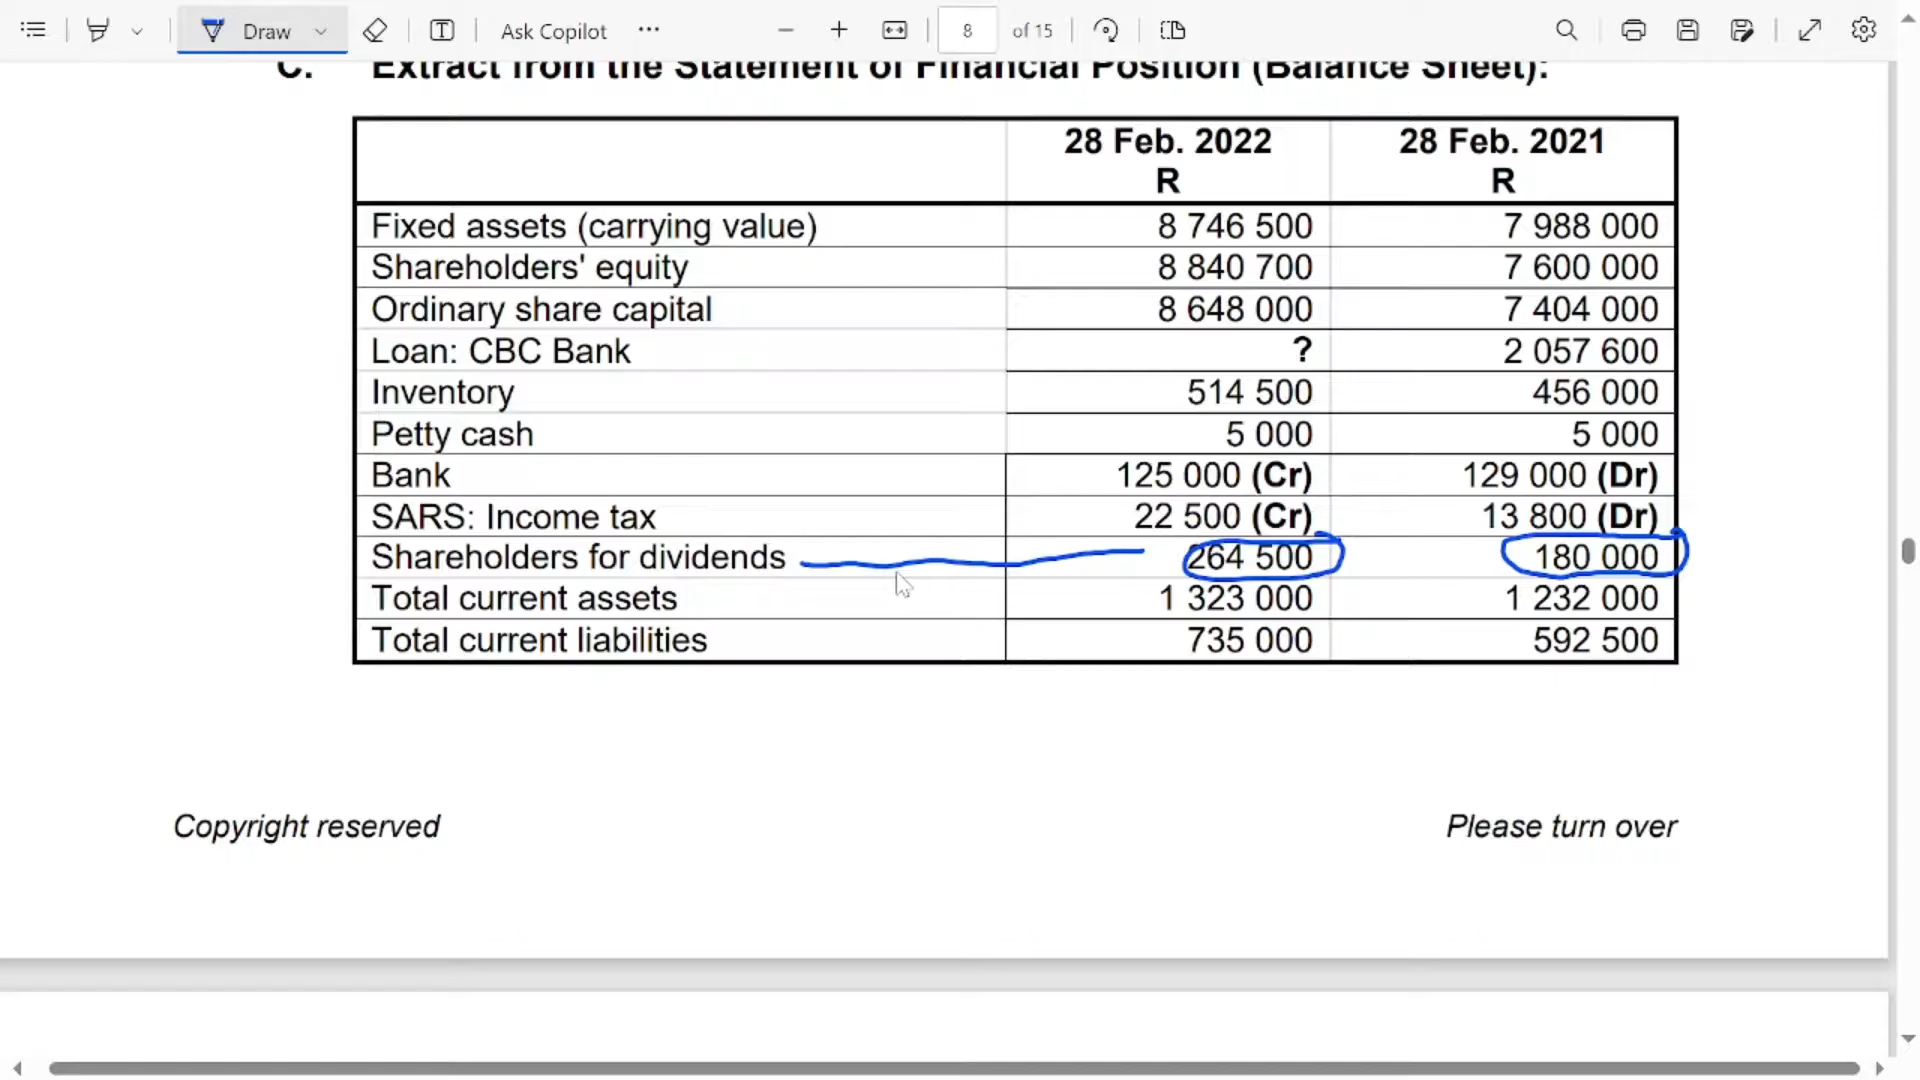 Draw
Ask Copilot
8 of 15
C. Extract from the Statement of Financial Position (Balance Sheet):
28 Feb. 2022 28 Feb. 2021
R R
Fixed assets (carrying value) 8 746 500 7 988 000
Shareholders' equity 8 840 700 7 600 000
Ordinary share capital 8 648 000 7 404 000
Loan: CBC Bank ? 2 057 600
Inventory 514 500 456 000
Petty cash 5 000 5 000
Bank 125 000 (Cr) 129 000 (Dr)
SARS: Income tax 22 500 (Cr) 13 800 (Dr)
Shareholders for dividends 264 500 180 000
Total current assets 1 323 000 1 232 000
Total current liabilities 735 000 592 500
Copyright reserved Please turn over